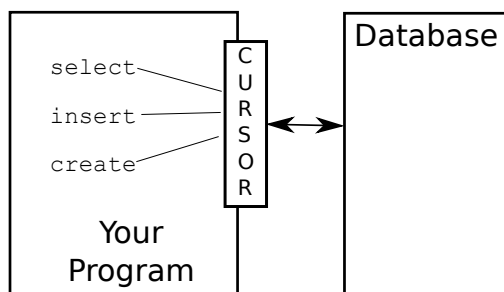 select
insert
create
Your
Program
C
U
R
S
O
R
Database